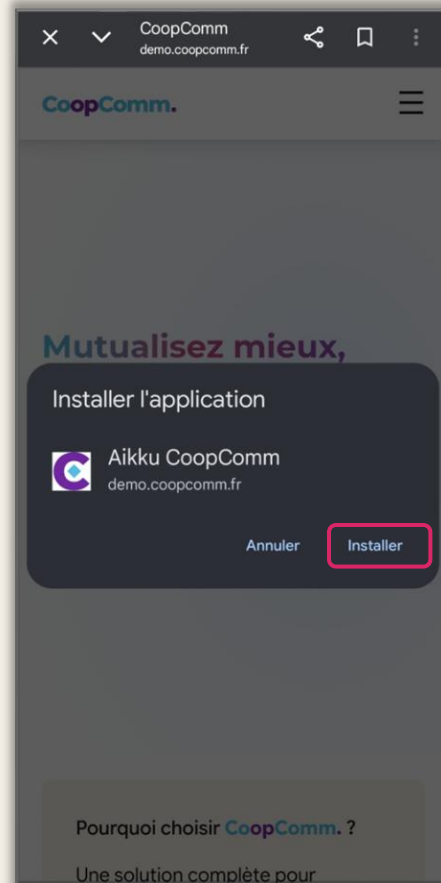 CoopComm
demo.coopcomm.fr
CoopComm.
Mutualisez mieux,
Installer l'application
Aikku CoopComm
demo.coopcomm.fr
Annuler
Installer
Pourquoi choisir CoopComm. ?
Une solution complète pour